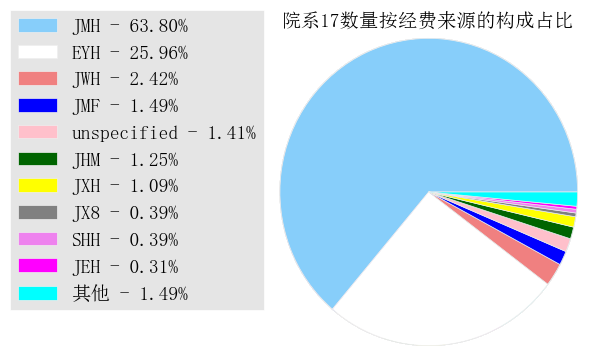 院系17数量按经费来源的构成占比
JMH - 63.80%
EYH - 25.96%
JWH - 2.42%
JMF - 1.49%
unspecified - 1.41%
JHM - 1.25%
JXH - 1.09%
JX8 - 0.39%
SHH - 0.39%
JEH - 0.31%
其他 - 1.49%